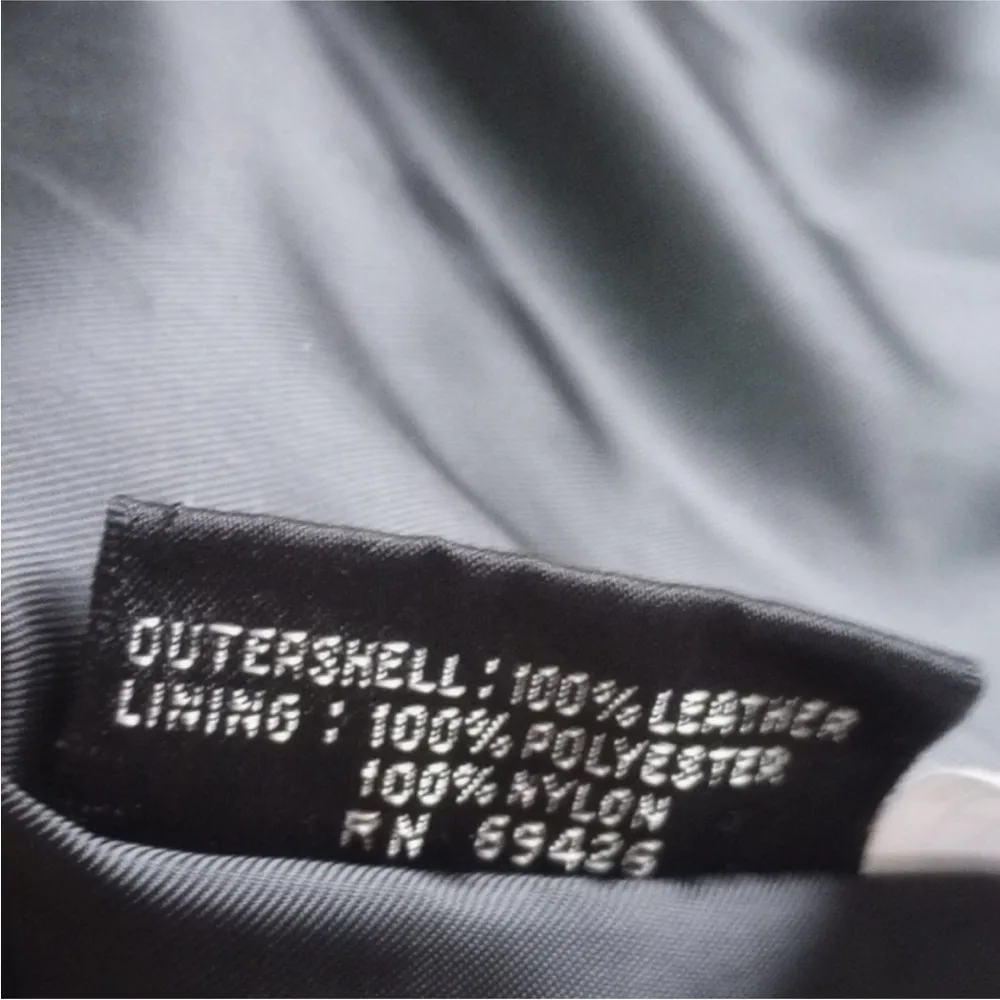 OUTERSHELL: 100% LEATHER
LINING : 100% POLYESTER
100% NYLON
RN 69426